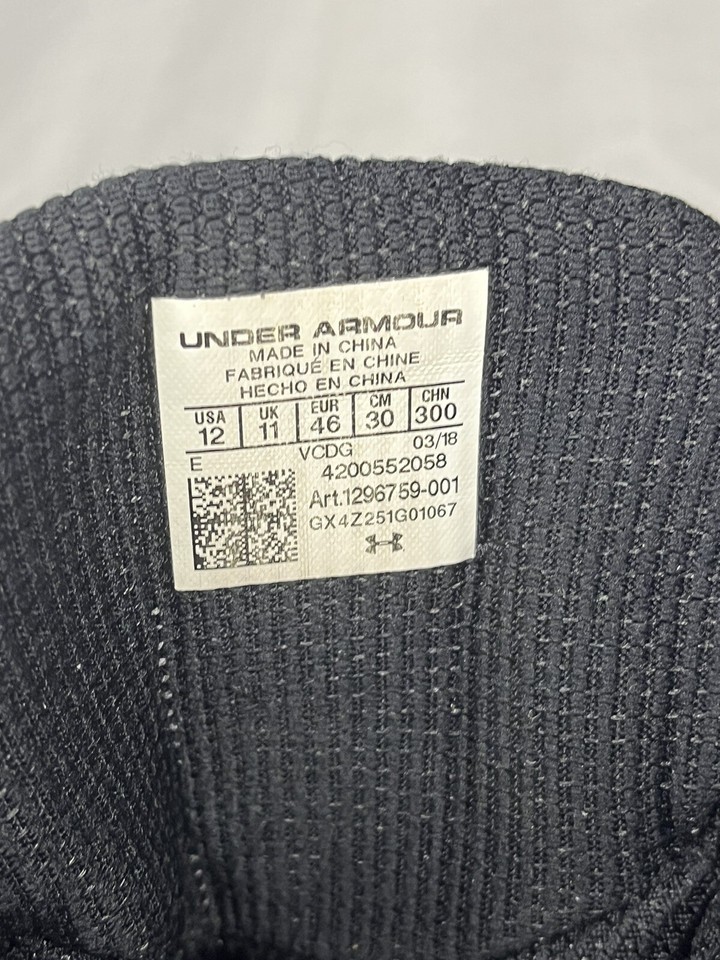 UNDER ARMOUR
MADE IN CHINA
FABRIQUÉ EN CHINE
HECHO EN CHINA
USA UK EUR CM CHN
12 11 46 30 300
E VCDG 03/18
4200552058
Art.1296759-001
GX4Z251G01067